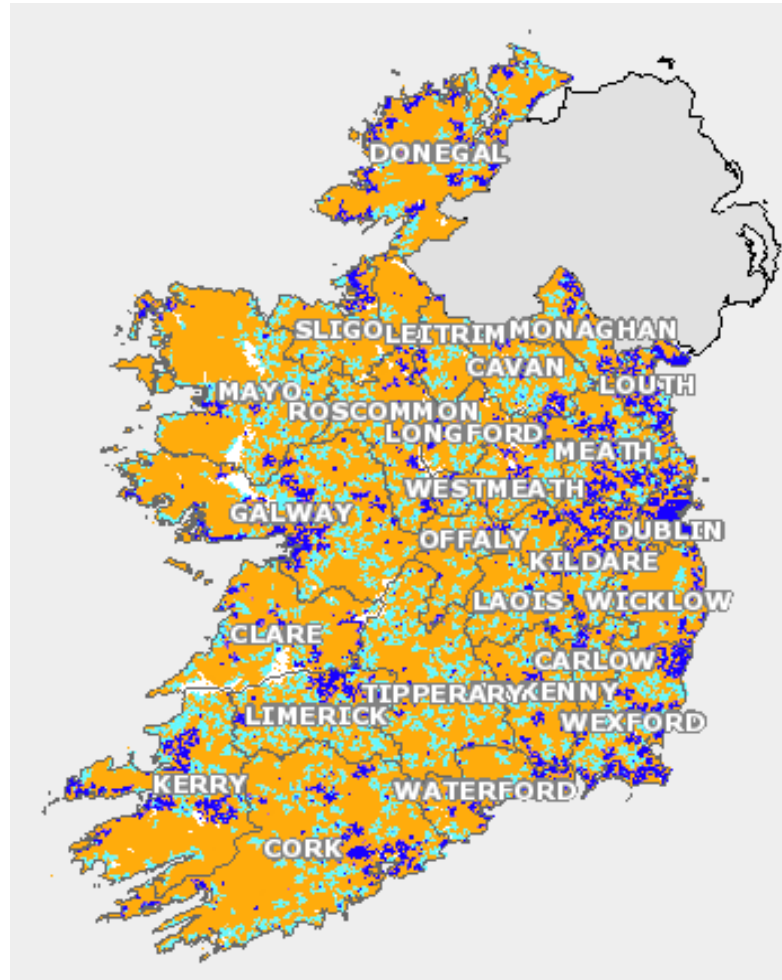 DONEGAL
SLIGO
LEITRIM
MONAGHAN
CAVAN
LOUTH
MAYO
ROSCOMMON
LONGFORD
MEATH
WESTMEATH
GALWAY
DUBLIN
OFFALY
KILDARE
LAOIS
WICKLOW
CLARE
CARLOW
TIPPERARY
KENNY
LIMERICK
WEXFORD
KERRY
WATERFORD
CORK